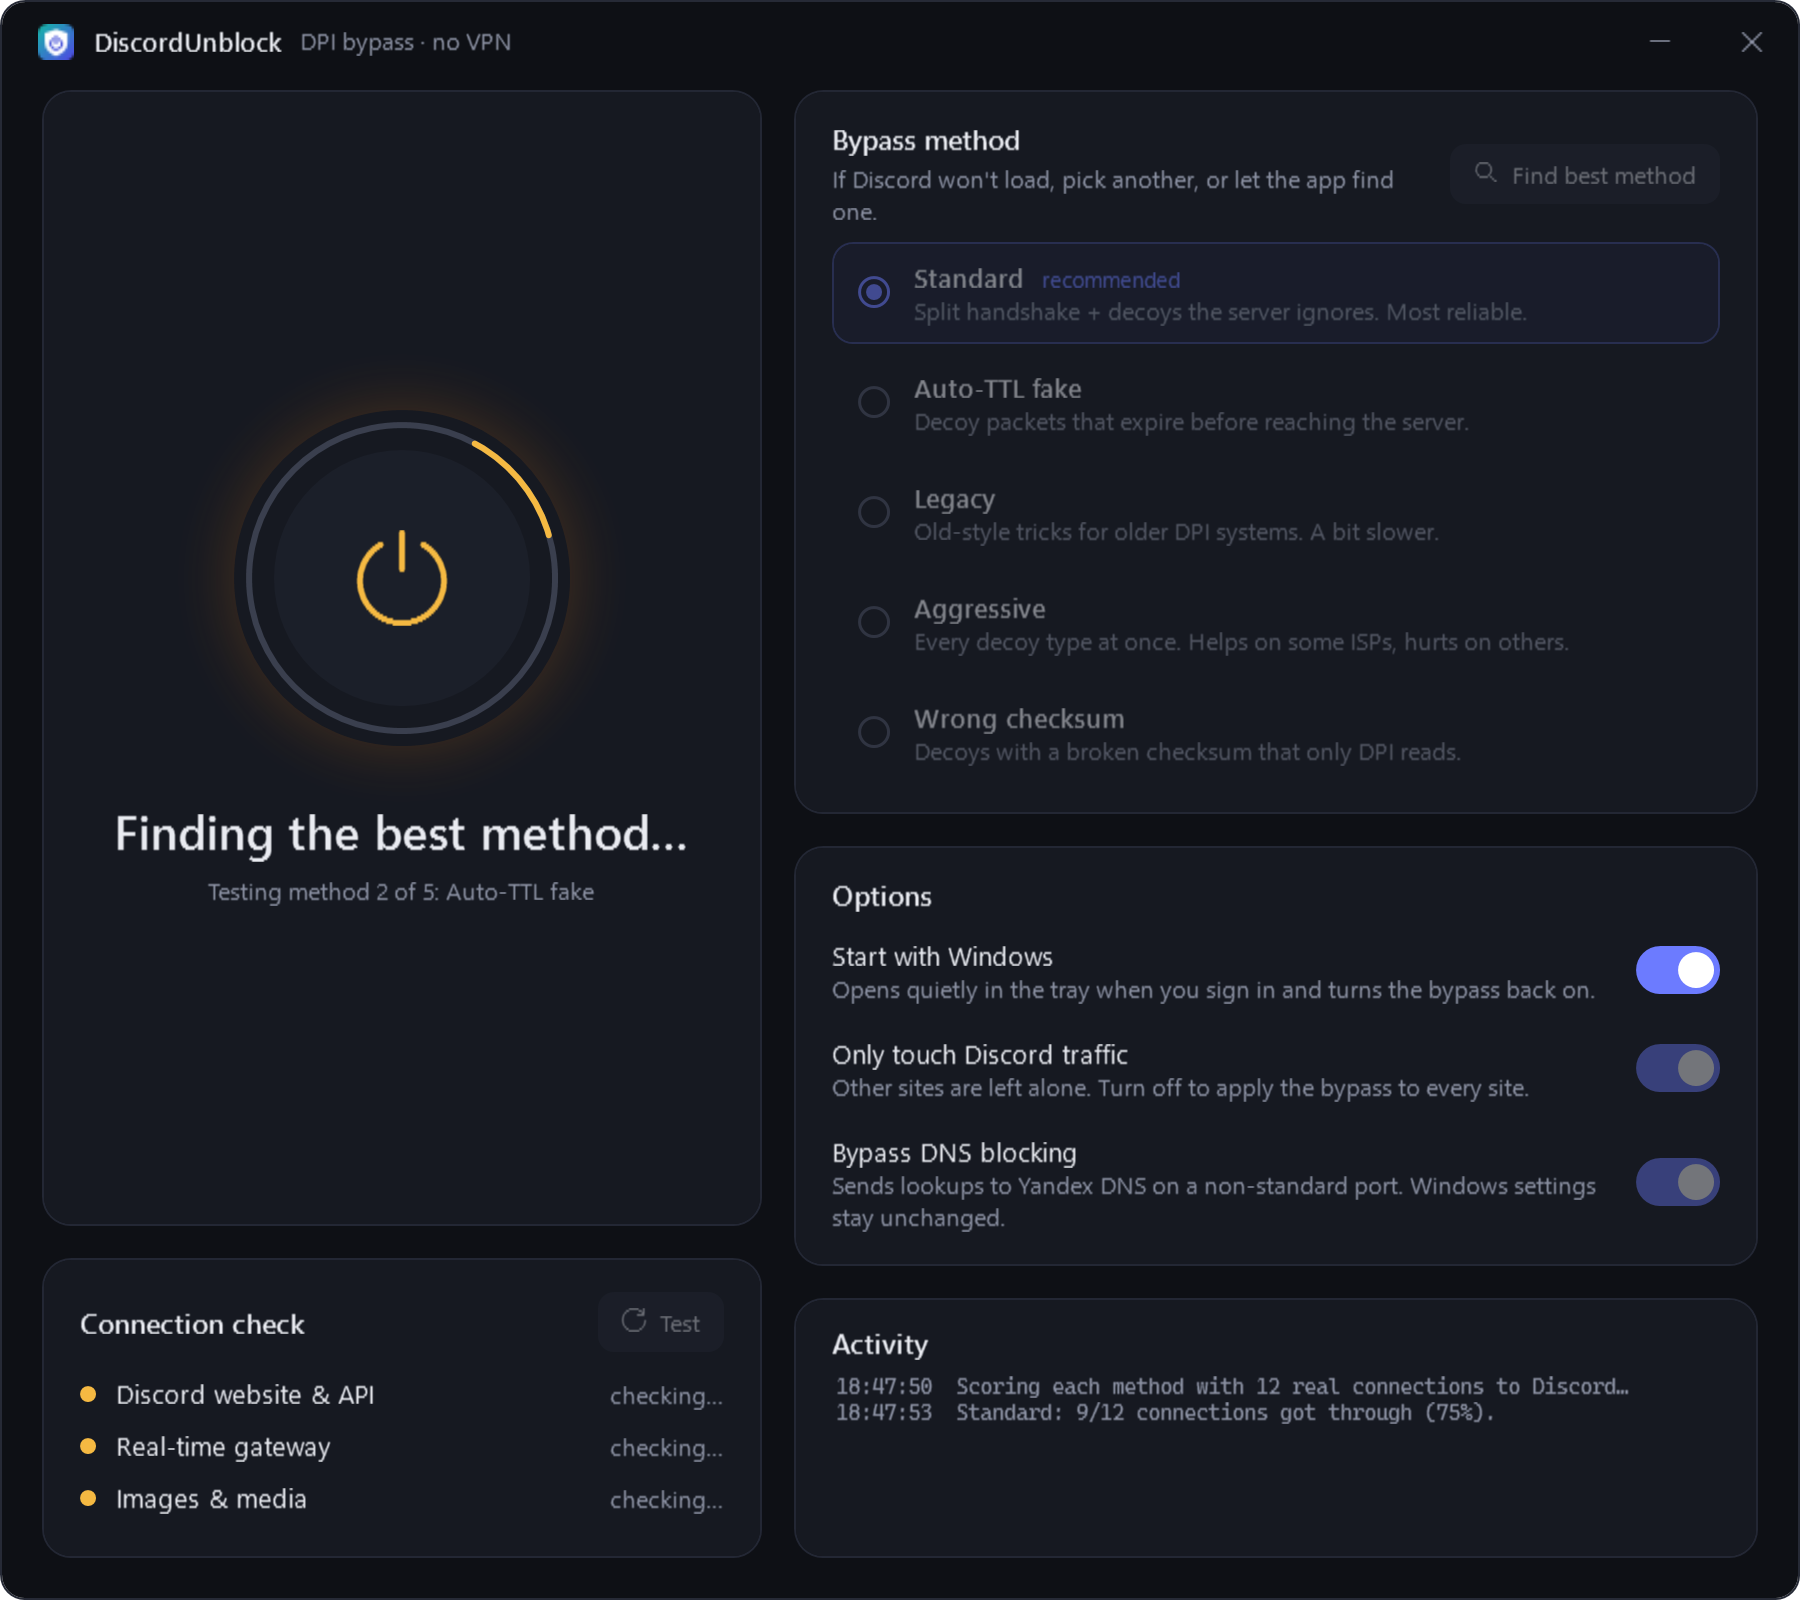 DiscordUnblock DPI bypass · no VPN
Finding the best method...
Testing method 2 of 5: Auto-TTL fake
Connection check
Test
Discord website & API checking...
Real-time gateway checking...
Images & media checking...
Bypass method
If Discord won't load, pick another, or let the app find
one.
Find best method
Standard recommended
Split handshake + decoys the server ignores. Most reliable.
Auto-TTL fake
Decoy packets that expire before reaching the server.
Legacy
Old-style tricks for older DPI systems. A bit slower.
Aggressive
Every decoy type at once. Helps on some ISPs, hurts on others.
Wrong checksum
Decoys with a broken checksum that only DPI reads.
Options
Start with Windows
Opens quietly in the tray when you sign in and turns the bypass back on.
Only touch Discord traffic
Other sites are left alone. Turn off to apply the bypass to every site.
Bypass DNS blocking
Sends lookups to Yandex DNS on a non-standard port. Windows settings
stay unchanged.
Activity
18:47:50 Scoring each method with 12 real connections to Discord…
18:47:53 Standard: 9/12 connections got through (75%).